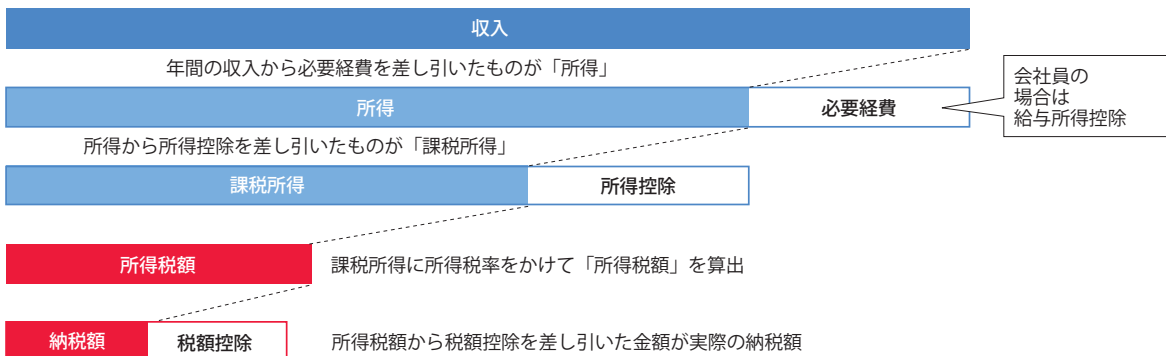 収入
年間の収入から必要経費を差し引いたものが「所得」
所得
必要経費
会社員の
場合は
給与所得控除
所得から所得控除を差し引いたものが「課税所得」
課税所得
所得控除
所得税額
課税所得に所得税率をかけて「所得税額」を算出
納税額
税額控除
所得税額から税額控除を差し引いた金額が実際の納税額